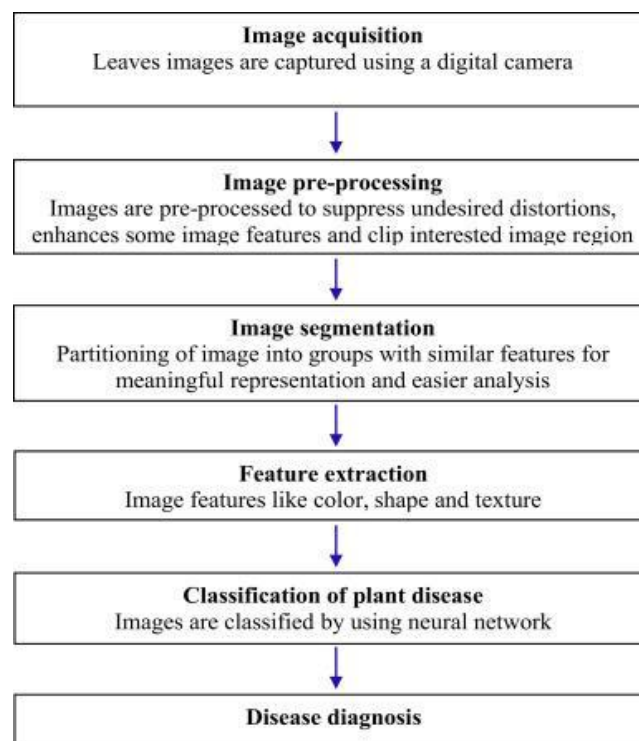 Image acquisition
Leaves images are captured using a digital camera
Image pre-processing
Images are pre-processed to suppress undesired distortions,
enhances some image features and clip interested image region
Image segmentation
Partitioning of image into groups with similar features for
meaningful representation and easier analysis
Feature extraction
Image features like color, shape and texture
Classification of plant disease
Images are classified by using neural network
Disease diagnosis